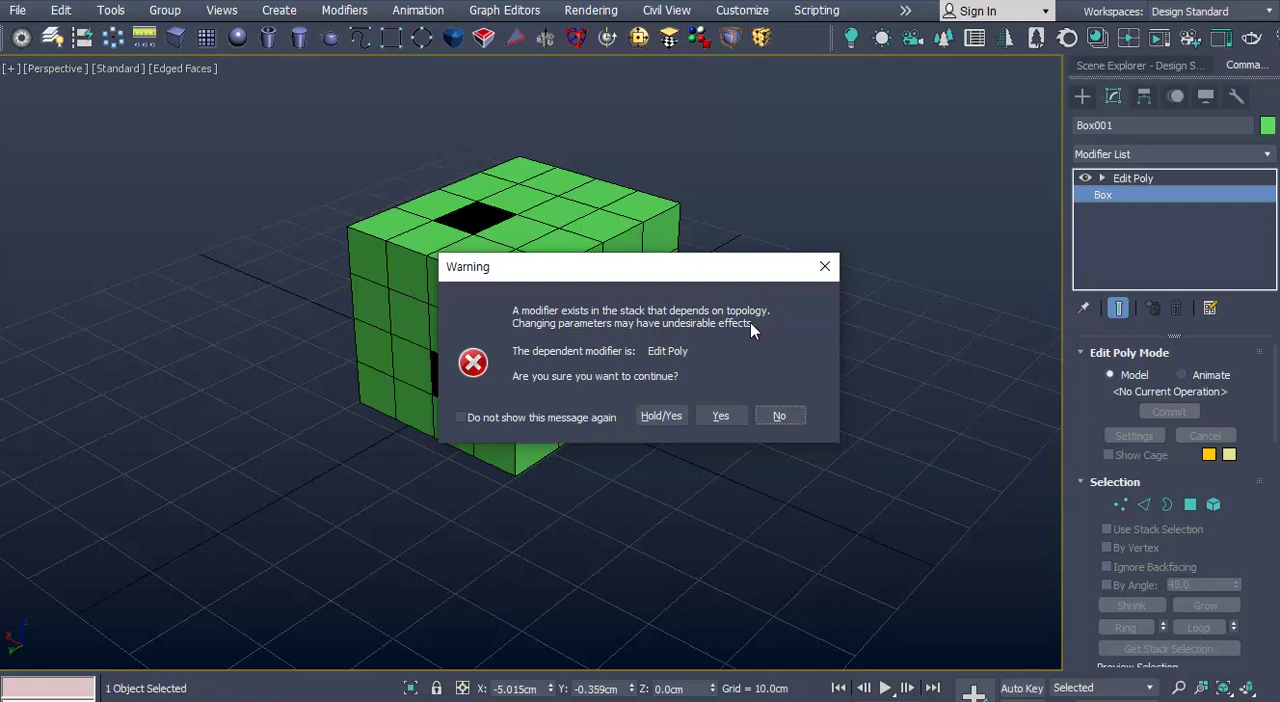 File Edit Tools Group Views Create Modifiers Animation Graph Editors Rendering Civil View Customize Scripting Sign In Workspaces: Design Standard
[+] [Perspective] [Standard] [Edged Faces]
Scene Explorer - Design S... Comma...
Box001
Modifier List
Edit Poly
Box
Warning
A modifier exists in the stack that depends on topology.
Changing parameters may have undesirable effects.
The dependent modifier is: Edit Poly
Are you sure you want to continue?
Do not show this message again Hold/Yes Yes No
Edit Poly Mode
Model Animate
<No Current Operation>
Commit
Settings Cancel
Show Cage
Selection
Use Stack Selection
By Vertex
Ignore Backfacing
By Angle: 45.0
Shrink Grow
Ring Loop
Get Stack Selection
Preview Selection
z
x
y
1 Object Selected X: -5.015cm Y: -0.359cm Z: 0.0cm Grid = 10.0cm Auto Key Selected